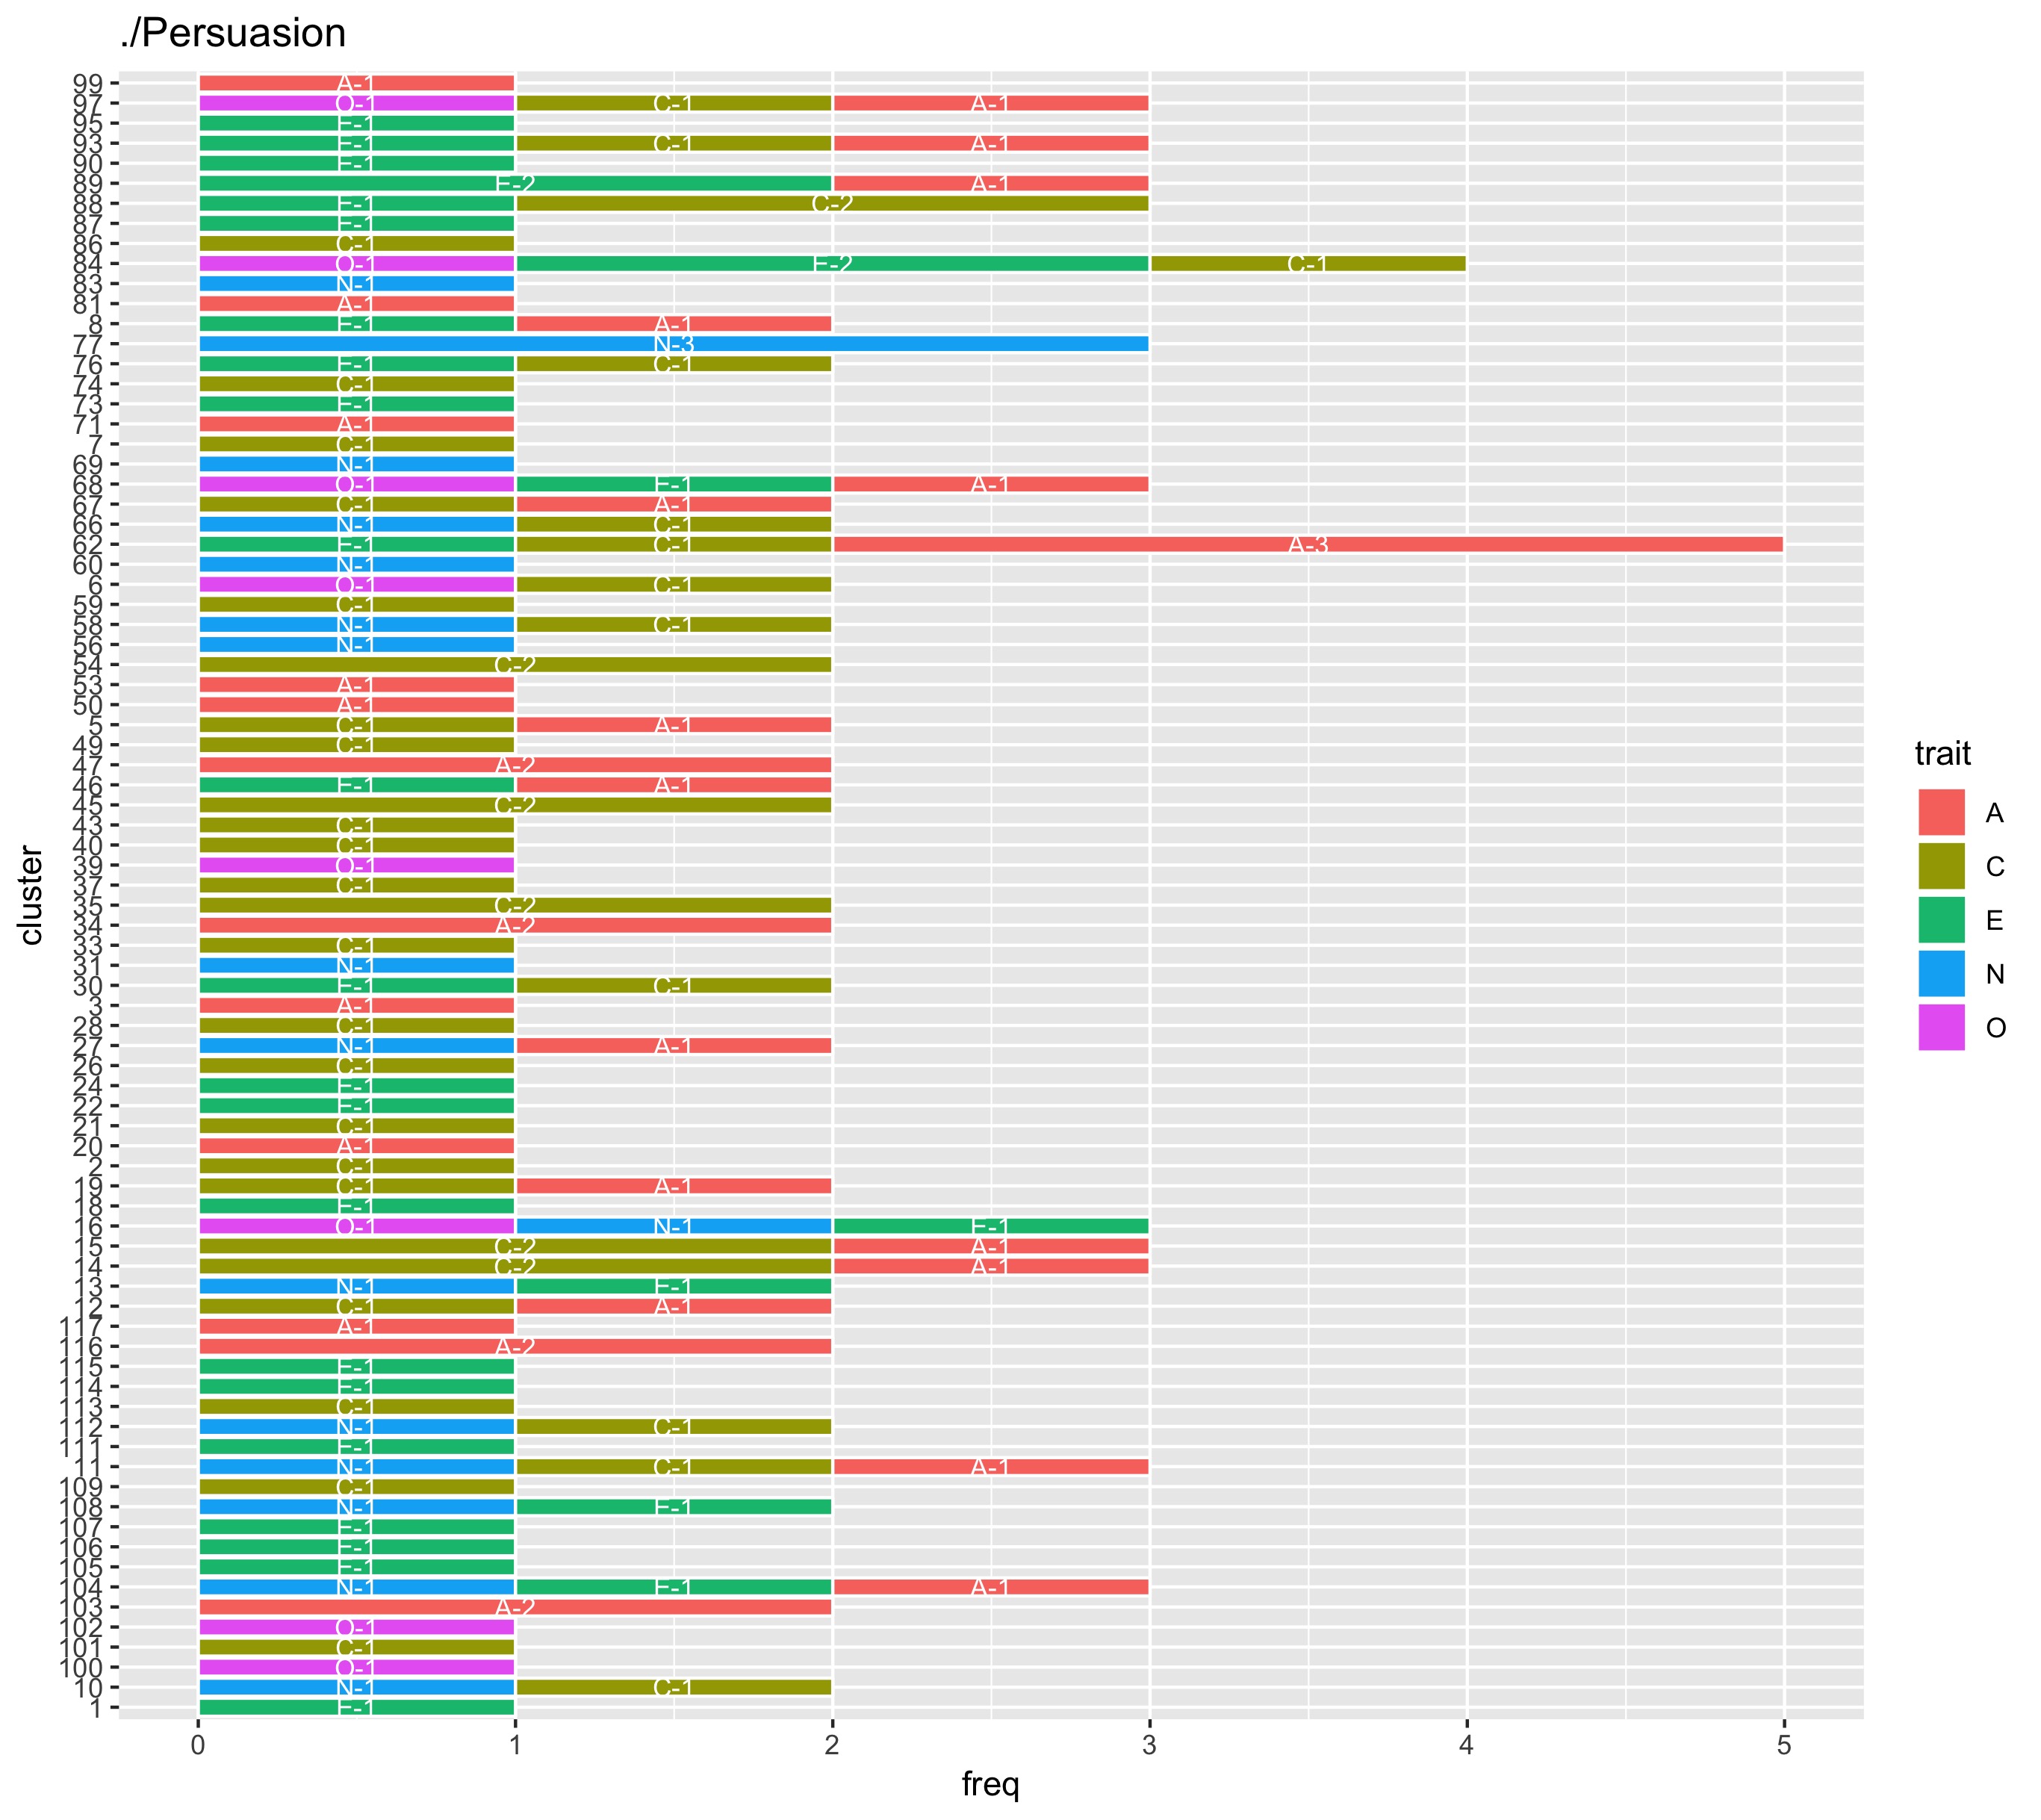 ./Persuasion
99 A-1
97 O-1 C-1 A-1
95 E-1
93 E-1 C-1 A-1
90 E-1
89 E-2 A-1
88 E-1 C-2
87 E-1
86 C-1
84 O-1 E-2 C-1
83 N-1
81 A-1
8 E-1 A-1
77 N-3
76 E-1 C-1
74 C-1
73 E-1
71 A-1
7 C-1
69 N-1
68 O-1 E-1 A-1
67 C-1 A-1
66 N-1 C-1
62 E-1 C-1 A-3
60 N-1
6 O-1 C-1
59 C-1
58 N-1 C-1
56 N-1
54 C-2
53 A-1
50 A-1
5 C-1 A-1
49 C-1
47 A-2
46 E-1 A-1
45 C-2
43 C-1
40 C-1
39 O-1
37 C-1
35 C-2
34 A-2
33 C-1
31 N-1
30 E-1 C-1
3 A-1
28 C-1
27 N-1 A-1
26 C-1
24 E-1
22 E-1
21 C-1
20 A-1
2 C-1
19 C-1 A-1
18 E-1
16 O-1 N-1 E-1
15 C-2 A-1
14 C-2 A-1
13 N-1 E-1
12 C-1 A-1
117 A-1
116 A-2
115 E-1
114 E-1
113 C-1
112 N-1 C-1
111 E-1
11 N-1 C-1 A-1
109 C-1
108 N-1 E-1
107 E-1
106 E-1
105 E-1
104 N-1 E-1 A-1
103 A-2
102 O-1
101 C-1
100 O-1
10 N-1 C-1
1 E-1
0 1 2 3 4 5
freq
cluster
trait
A
C
E
N
O